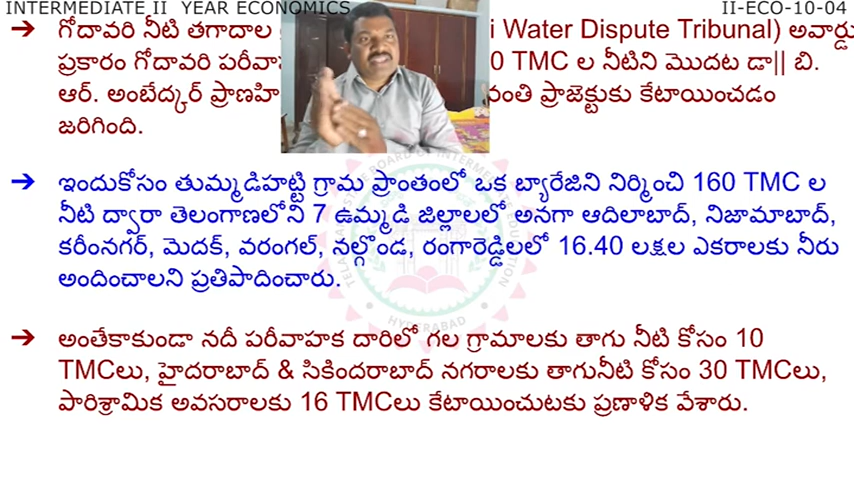 INTERMEDIATE II YEAR ECONOMICS II-ECO-10-04
➔ గోదావరి నీటి తగాదాల i Water Dispute Tribunal) అవార్డు
ప్రకారం గోదావరి 0 TMC ల నీటిని మొదట డా|| బి.
ఆర్. అంబేద్కర్ ప్రాజెక్టుకు కేటాయించడం
జరిగింది.
➔ ఇందుకోసం తుమ్మడిహట్టి గ్రామ ప్రాంతంలో ఒక బ్యారేజిని నిర్మించి 160 TMC ల
నీటి ద్వారా తెలంగాణలోని 7 ఉమ్మడి జిల్లాలలో అనగా ఆదిలాబాద్, నిజామాబాద్,
కరీంనగర్, మెదక్, వరంగల్, నల్గొండ, రంగారెడ్డిలలో 16.40 లక్షల ఎకరాలకు నీరు
అందించాలని ప్రతిపాదించారు.
➔ అంతేకాకుండా నదీ పరీవాహక దారిలో గల గ్రామాలకు తాగు నీటి కోసం 10
TMCలు, హైదరాబాద్ & సికిందరాబాద్ నగరాలకు తాగునీటి కోసం 30 TMCలు,
పారిశ్రామిక అవసరాలకు 16 TMCలు కేటాయించుటకు ప్రణాళిక వేశారు.
HYDERABAD